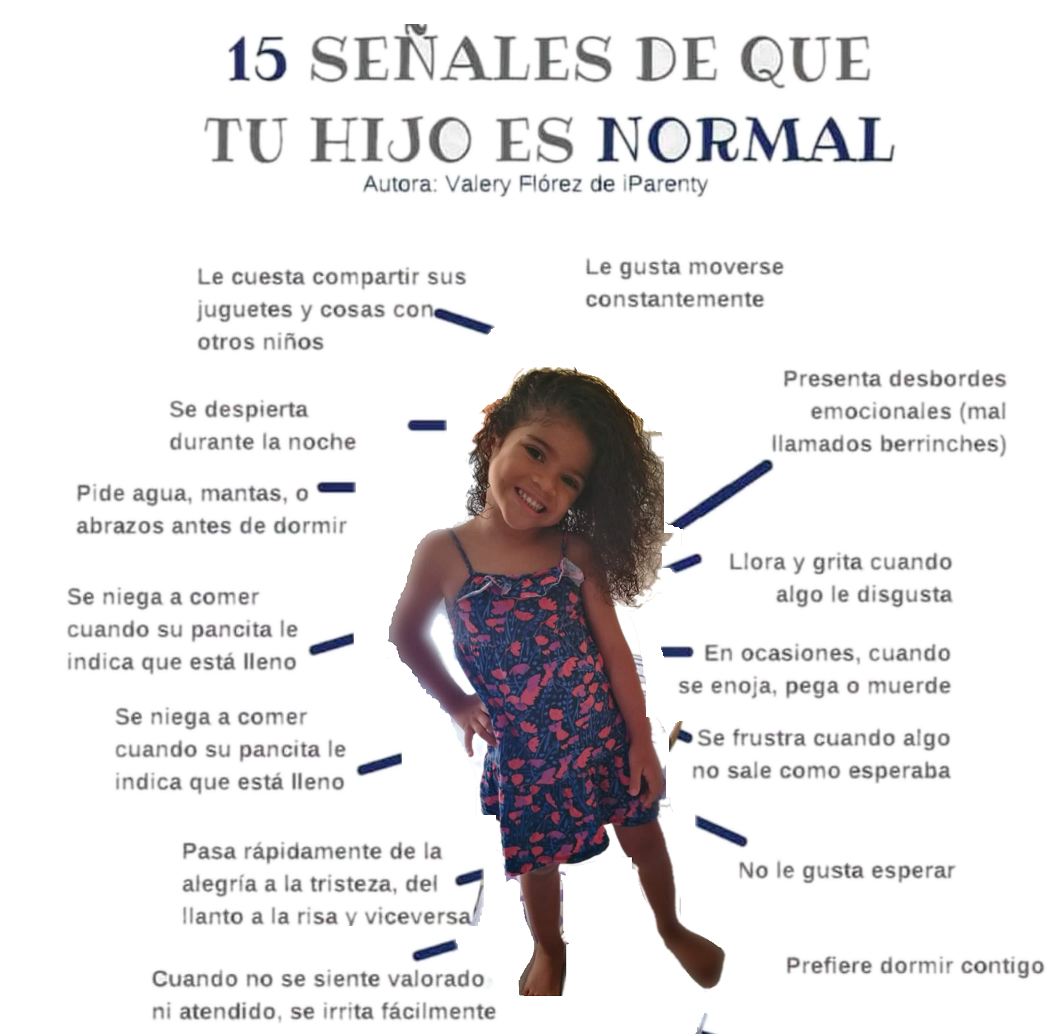 15 SEÑALES DE QUE
TU HIJO ES NORMAL
Autora: Valery Flórez de iParenty
Le cuesta compartir sus
juguetes y cosas con
otros niños
Le gusta moverse
constantemente
Se despierta
durante la noche
Presenta desbordes
emocionales (mal
llamados berrinches)
Pide agua, mantas, o
abrazos antes de dormir
Llora y grita cuando
algo le disgusta
Se niega a comer
cuando su pancita le
indica que está lleno
En ocasiones, cuando
se enoja, pega o muerde
Se niega a comer
cuando su pancita le
indica que está lleno
Se frustra cuando algo
no sale como esperaba
Pasa rápidamente de la
alegría a la tristeza, del
llanto a la risa y viceversa
No le gusta esperar
Cuando no se siente valorado
ni atendido, se irrita fácilmente
Prefiere dormir contigo